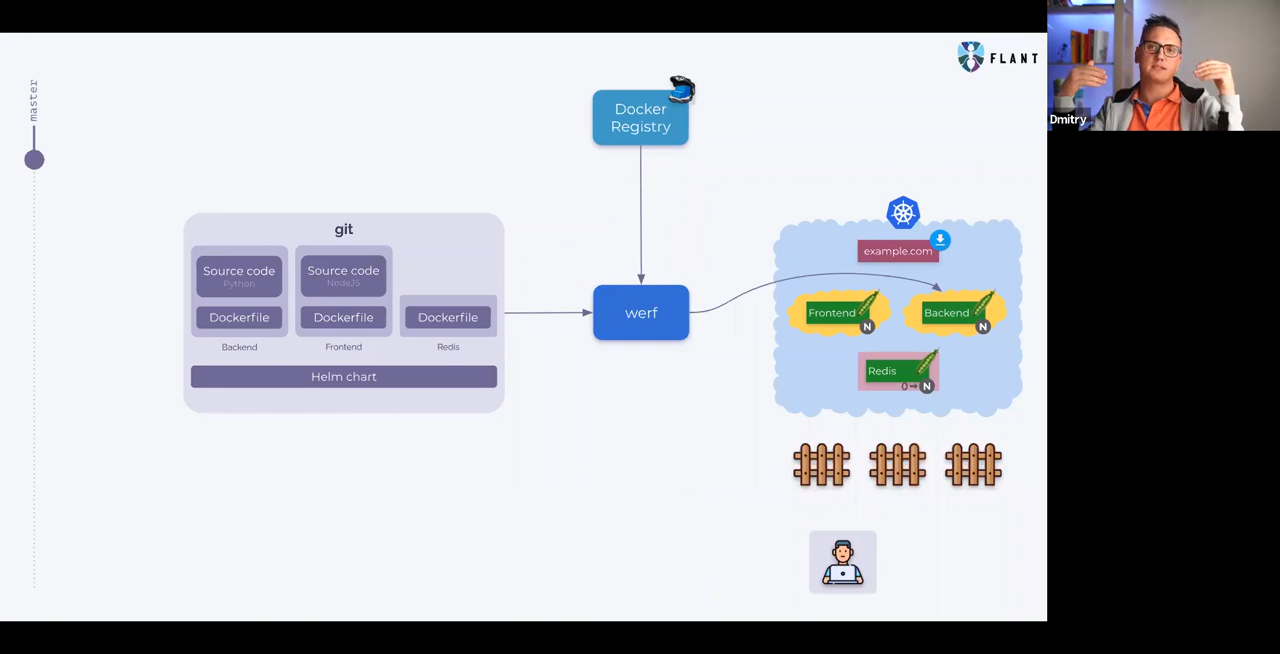 master
FLANT
Dmitry
Docker
Registry
git
Source code
Python
Dockerfile
Backend
Source code
NodeJS
Dockerfile
Frontend
Dockerfile
Redis
Helm chart
werf
example.com
Frontend
N
Backend
N
Redis
0→N